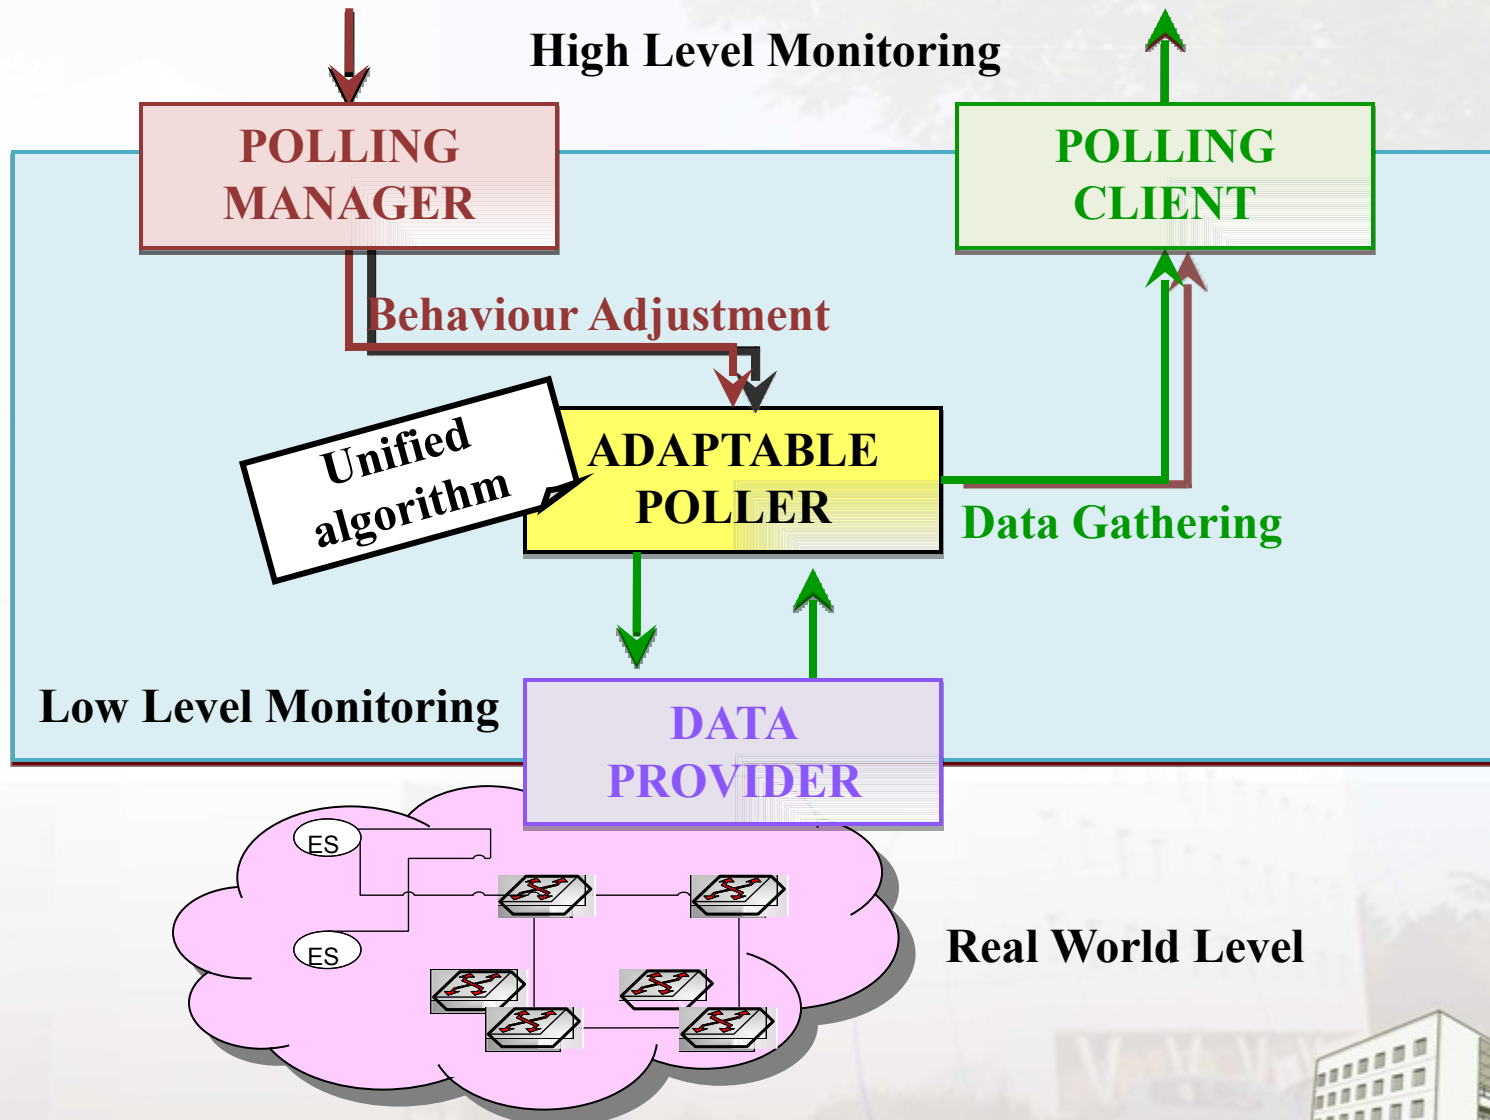 High Level Monitoring
POLLING
MANAGER
POLLING
CLIENT
Behaviour Adjustment
Unified
algorithm
ADAPTABLE
POLLER
Data Gathering
Low Level Monitoring
DATA
PROVIDER
ES
ES
Real World Level